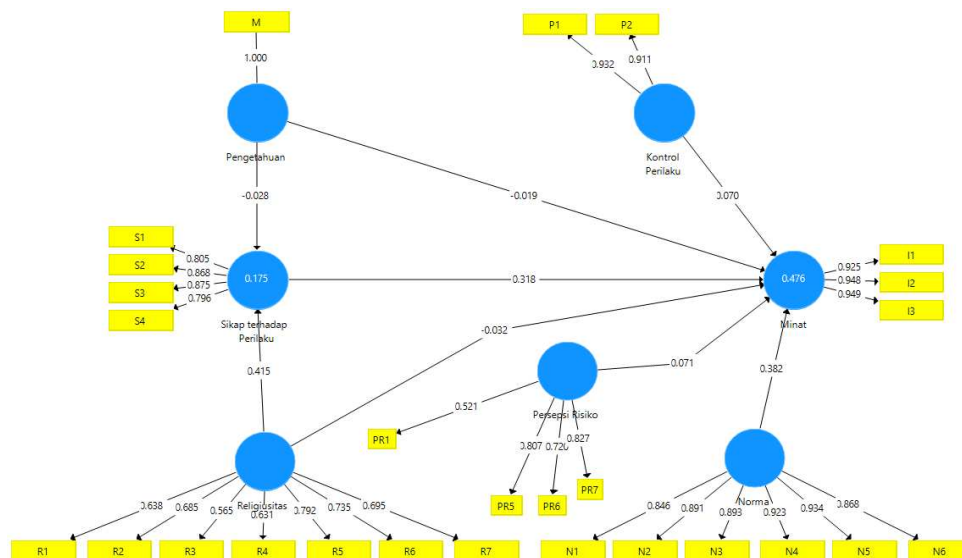 M
P1
P2
1.000
0.932
0.911
Pengetahuan
Kontrol
Perilaku
-0.028
-0.019
0.070
S1
S2
S3
S4
0.805
0.868
0.875
0.796
0.175
Sikap terhadap
Perilaku
0.318
0.476
Minat
0.925
0.948
0.949
I1
I2
I3
-0.032
0.415
0.071
0.382
Persepsi Risiko
0.521
0.807
0.720
0.827
PR1
PR5
PR6
PR7
Religiusitas
Norma
0.638
0.685
0.565
0.631
0.792
0.735
0.695
0.846
0.891
0.893
0.923
0.934
0.868
R1
R2
R3
R4
R5
R6
R7
N1
N2
N3
N4
N5
N6